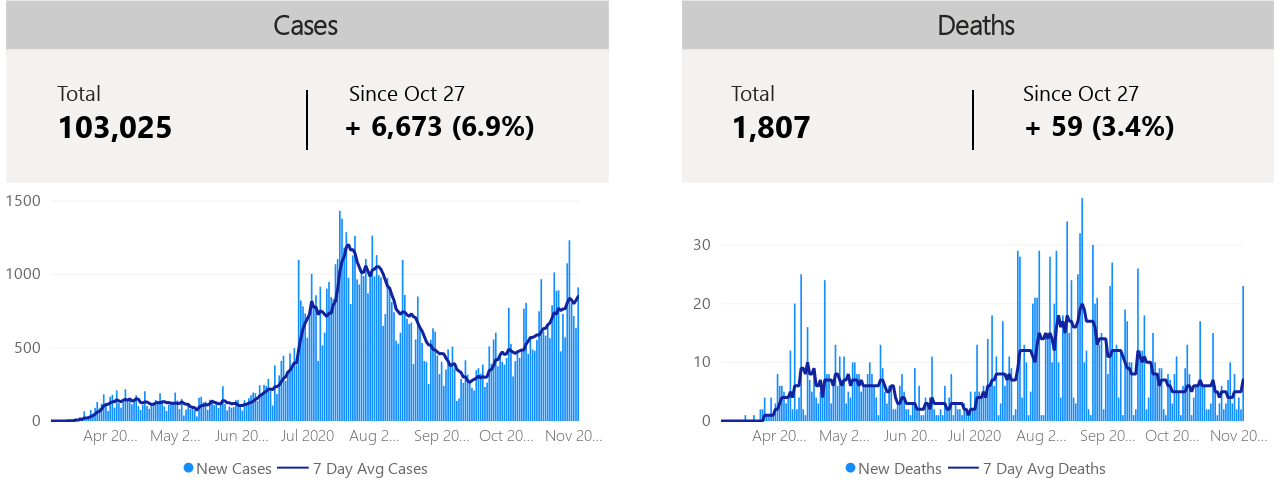 Cases
Total
Since Oct 27
103,025
+ 6,673 (6.9%)
1500
1000
500
0
Apr 20... May 2... Jun 20... Jul 2020 Aug 2... Sep 20... Oct 20... Nov 20...
New Cases 7 Day Avg Cases
Deaths
Total
Since Oct 27
1,807
+ 59 (3.4%)
30
20
10
0
Apr 20... May 2... Jun 20... Jul 2020 Aug 2... Sep 20... Oct 20... Nov 20...
New Deaths 7 Day Avg Deaths